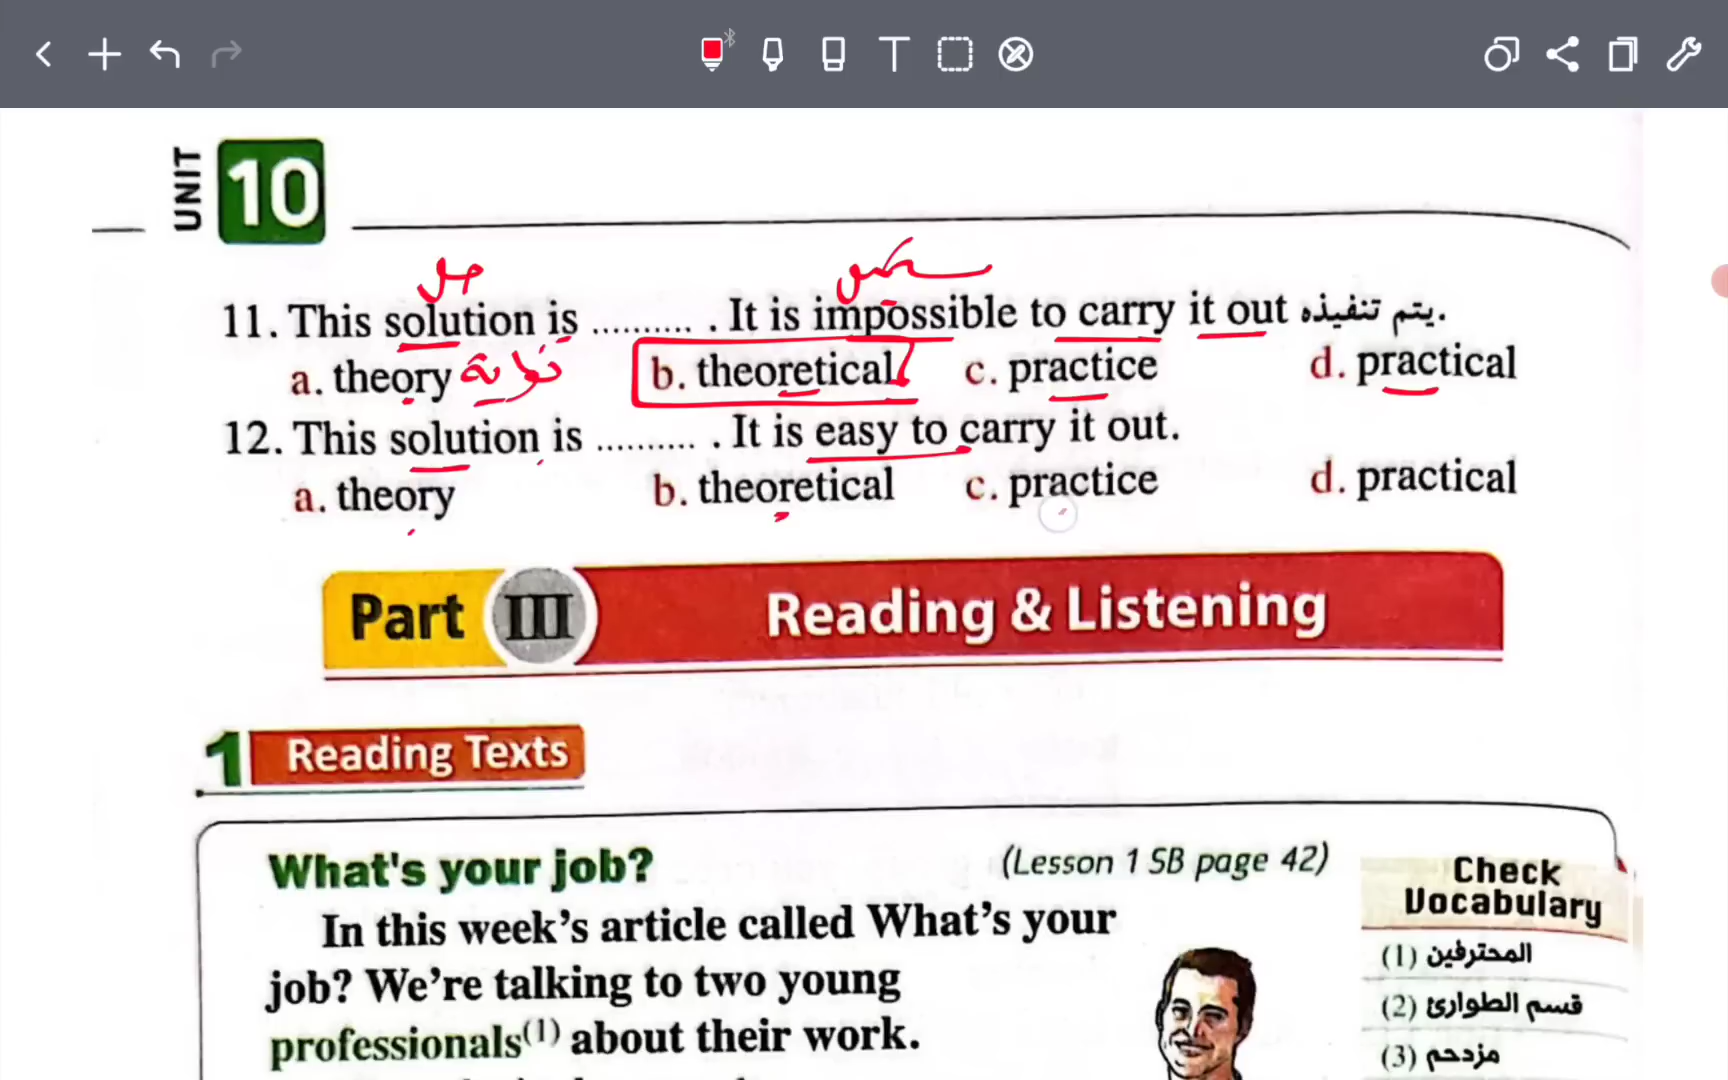 UNIT 10
حل
مستحيل
11. This solution is .......... . It is impossible to carry it out يتم تنفيذه.
a. theory b. theoretical c. practice d. practical
12. This solution is .......... . It is easy to carry it out.
a. theory b. theoretical c. practice d. practical
Part III Reading & Listening
1 Reading Texts
What's your job? (Lesson 1 SB page 42)
In this week's article called What's your
job? We're talking to two young
professionals(1) about their work.
Check
Vocabulary
(1) المحترفين
(2) قسم الطوارئ
(3) مزدحم